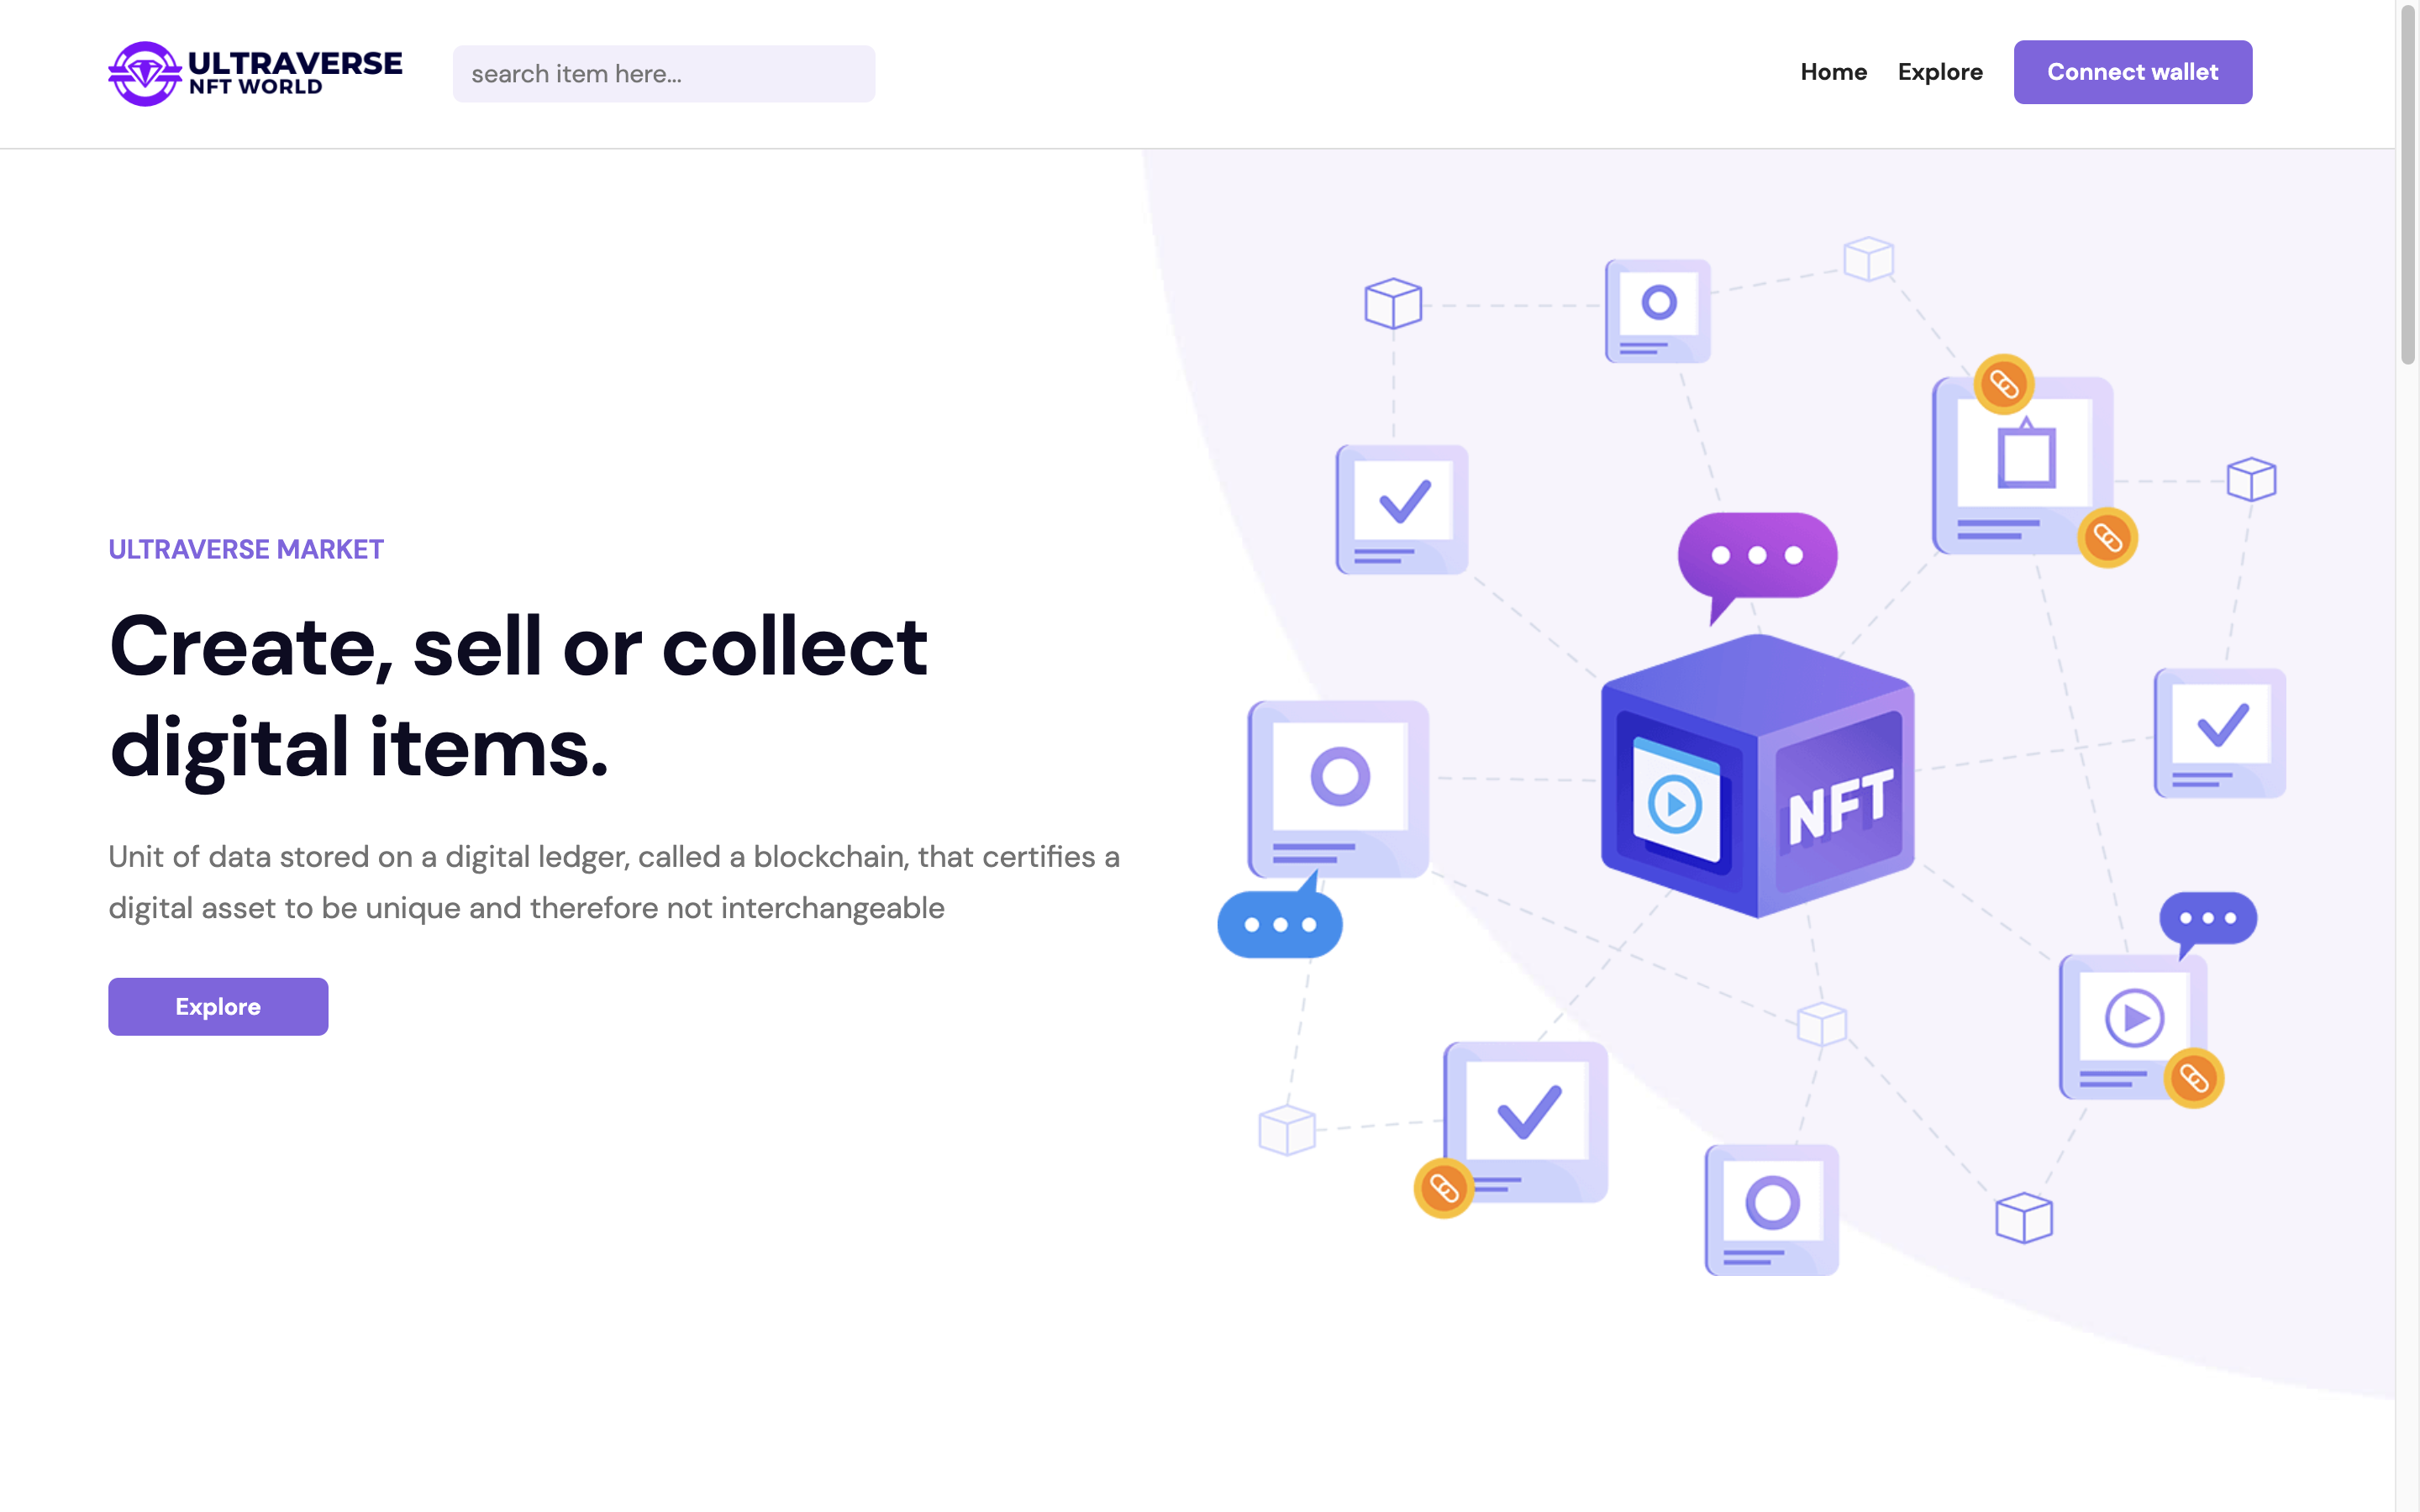 ULTRAVERSE
NFT WORLD
search item here...
Home
Explore
Connect wallet
ULTRAVERSE MARKET
Create, sell or collect
digital items.
Unit of data stored on a digital ledger, called a blockchain, that certifies a
digital asset to be unique and therefore not interchangeable
Explore
NFT